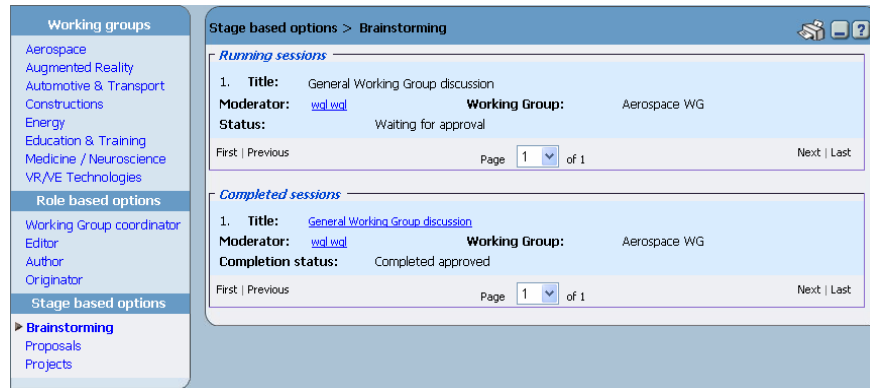 Working groups
Aerospace
Augmented Reality
Automotive & Transport
Constructions
Energy
Education & Training
Medicine / Neuroscience
VR/VE Technologies
Role based options
Working Group coordinator
Editor
Author
Originator
Stage based options
Brainstorming
Proposals
Projects
Stage based options > Brainstorming
?
Running sessions
1. Title: General Working Group discussion
Moderator: wgl wgl Working Group: Aerospace WG
Status: Waiting for approval
First | Previous Page 1 of 1 Next | Last
Completed sessions
1. Title: General Working Group discussion
Moderator: wgl wgl Working Group: Aerospace WG
Completion status: Completed approved
First | Previous Page 1 of 1 Next | Last